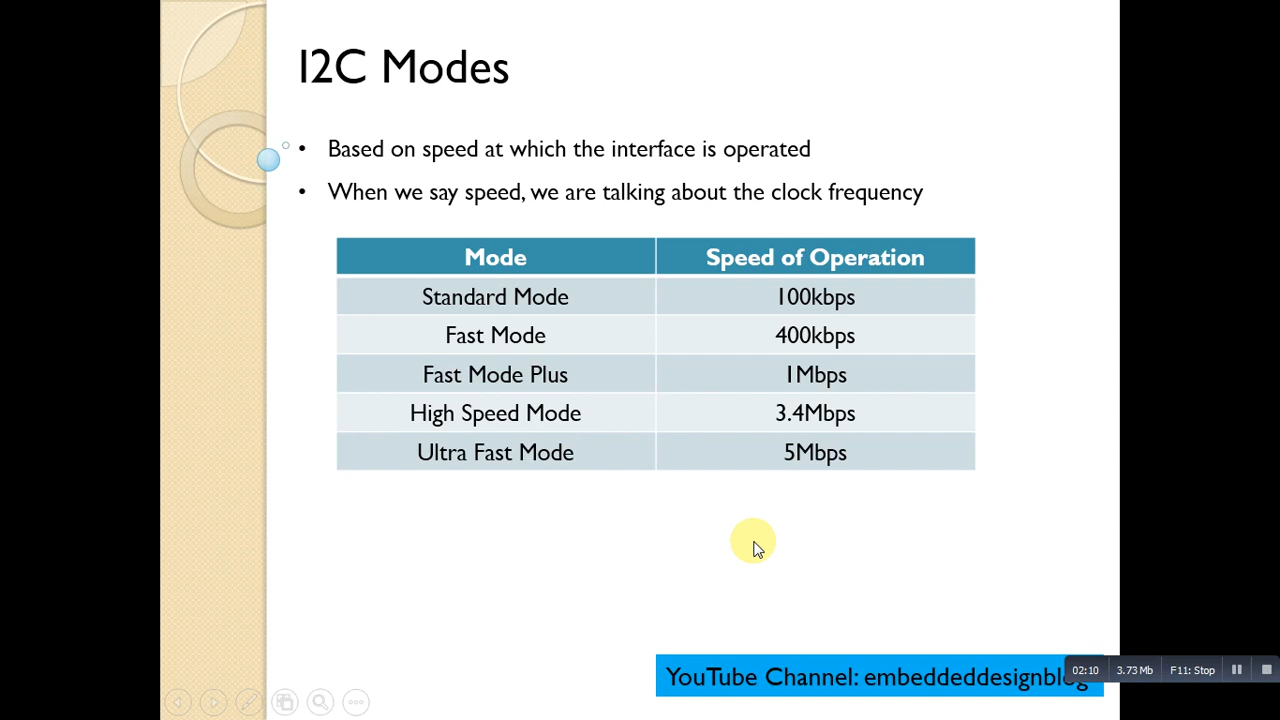 I2C Modes
• Based on speed at which the interface is operated
• When we say speed, we are talking about the clock frequency
Mode Speed of Operation
Standard Mode 100kbps
Fast Mode 400kbps
Fast Mode Plus 1Mbps
High Speed Mode 3.4Mbps
Ultra Fast Mode 5Mbps
YouTube Channel: embeddeddesignblog
02:10 3.73 Mb F11: Stop